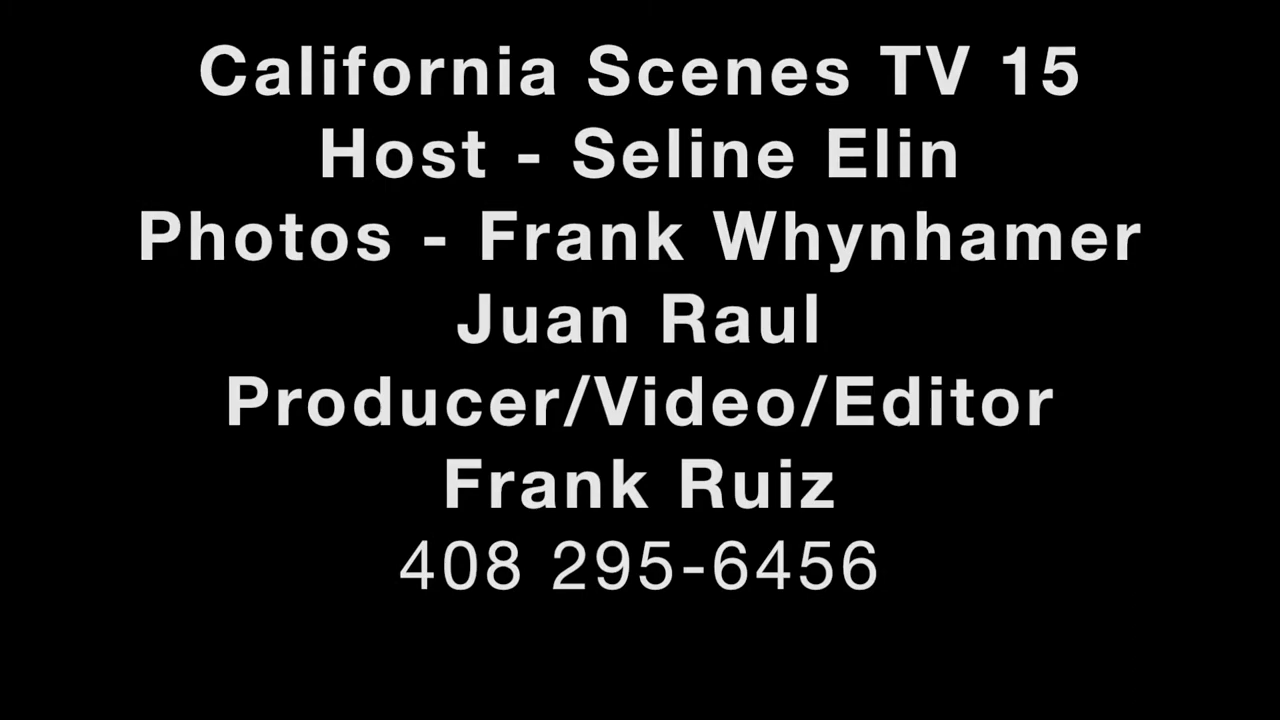 California Scenes TV 15
Host - Seline Elin
Photos - Frank Whynhamer
Juan Raul
Producer/Video/Editor
Frank Ruiz
408 295-6456